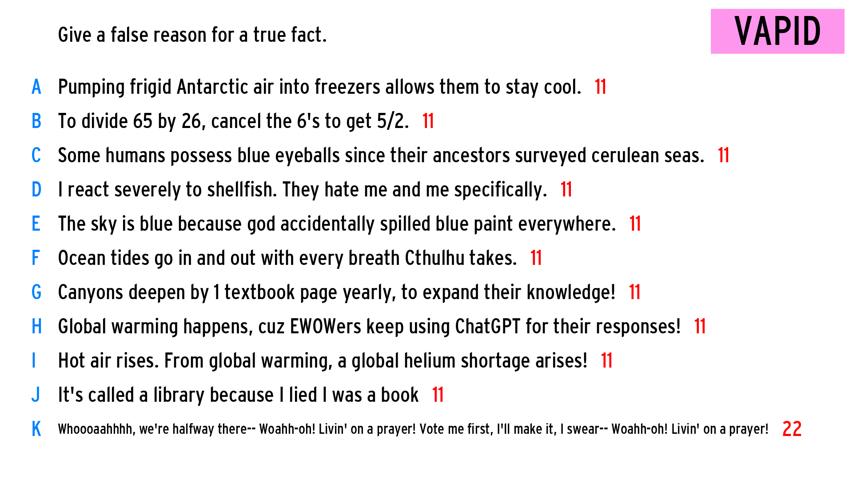 Give a false reason for a true fact.
VAPID
A Pumping frigid Antarctic air into freezers allows them to stay cool. 11
B To divide 65 by 26, cancel the 6's to get 5/2. 11
C Some humans possess blue eyeballs since their ancestors surveyed cerulean seas. 11
D I react severely to shellfish. They hate me and me specifically. 11
E The sky is blue because god accidentally spilled blue paint everywhere. 11
F Ocean tides go in and out with every breath Cthulhu takes. 11
G Canyons deepen by 1 textbook page yearly, to expand their knowledge! 11
H Global warming happens, cuz EWOWers keep using ChatGPT for their responses! 11
I Hot air rises. From global warming, a global helium shortage arises! 11
J It's called a library because I lied I was a book 11
K Whoooaahhhh, we're halfway there-- Woahh-oh! Livin' on a prayer! Vote me first, I'll make it, I swear-- Woahh-oh! Livin' on a prayer! 22